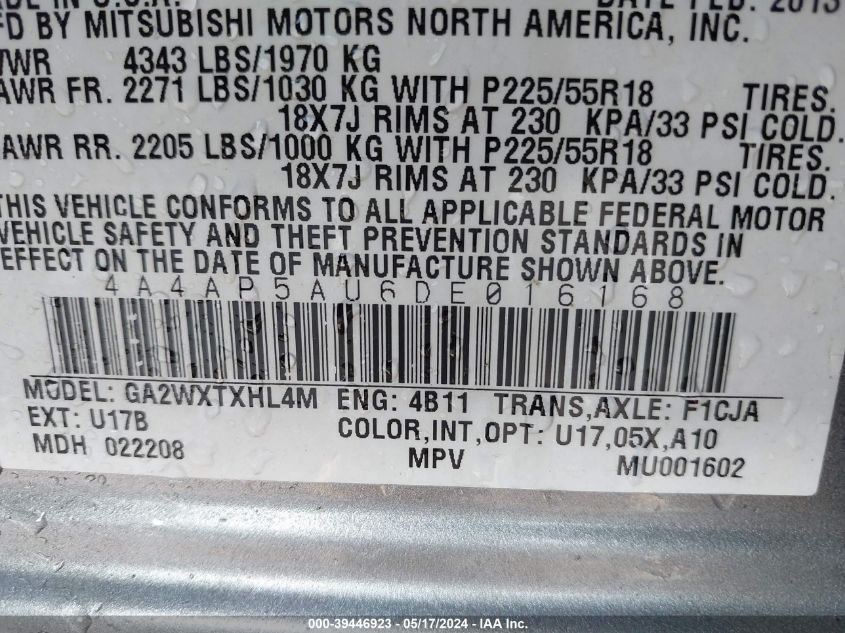 DATE FEB. 2013
BY MITSUBISHI MOTORS NORTH AMERICA, INC.
4343 LBS/1970 KG
FR. 2271 LBS/1030 KG WITH P225/55R18 TIRES.
18X7J RIMS AT 230 KPA/33 PSI COLD.
AWR RR. 2205 LBS/1000 KG WITH P225/55R18 TIRES.
18X7J RIMS AT 230 KPA/33 PSI COLD.
THIS VEHICLE CONFORMS TO ALL APPLICABLE FEDERAL MOTOR
VEHICLE SAFETY AND THEFT PREVENTION STANDARDS IN
EFFECT ON THE DATE OF MANUFACTURE SHOWN ABOVE.
4A4AP5AU6DE016168
MODEL: GA2WXTXHL4M ENG: 4B11 TRANS,AXLE: F1CJA
EXT: U17B COLOR,INT,OPT: U17,05X,A10
MDH 022208 MPV MU001602
000-39446923 - 05/17/2024 - IAA Inc.